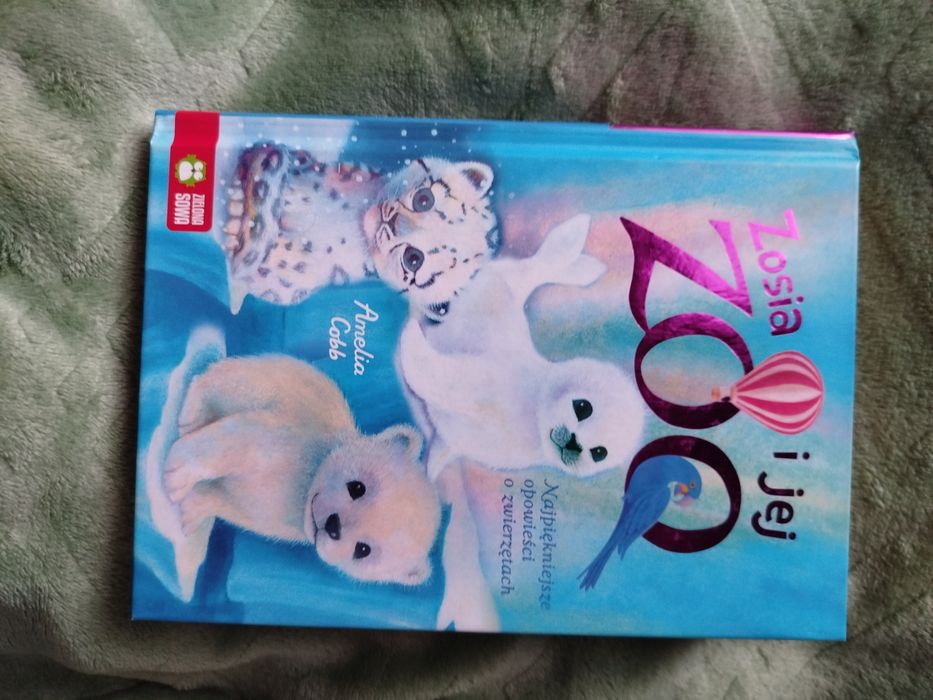 Zosia i jej
ZOO
Najpiękniejsze
opowieści
o zwierzętach
Amelia
Cobb
ZIELONA
SOWA